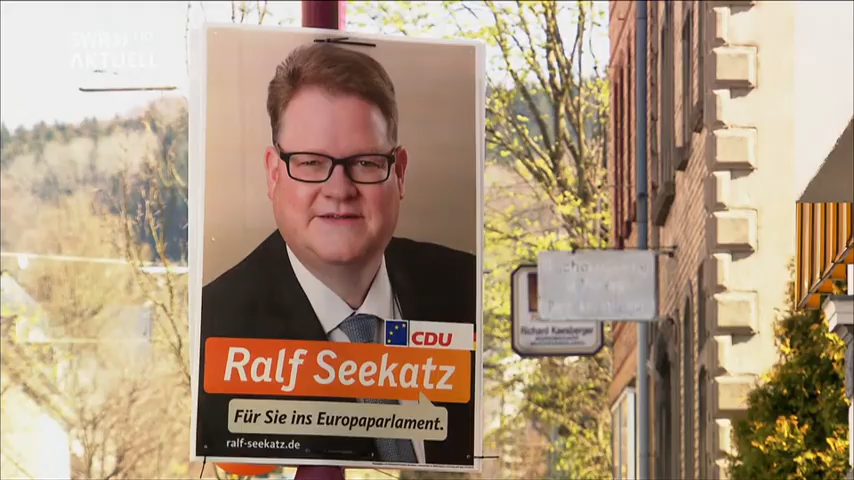 SWR
AKTUELL
CDU
Ralf Seekatz
Für Sie ins Europaparlament.
ralf-seekatz.de
Richard Kaesberger